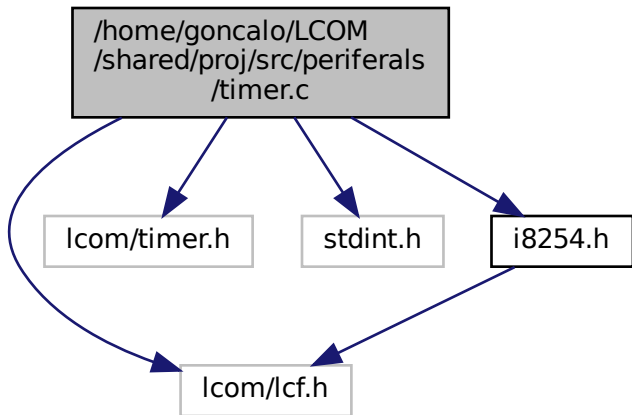 /home/goncalo/LCOM
/shared/proj/src/periferals
/timer.c
lcom/timer.h
stdint.h
i8254.h
lcom/lcf.h